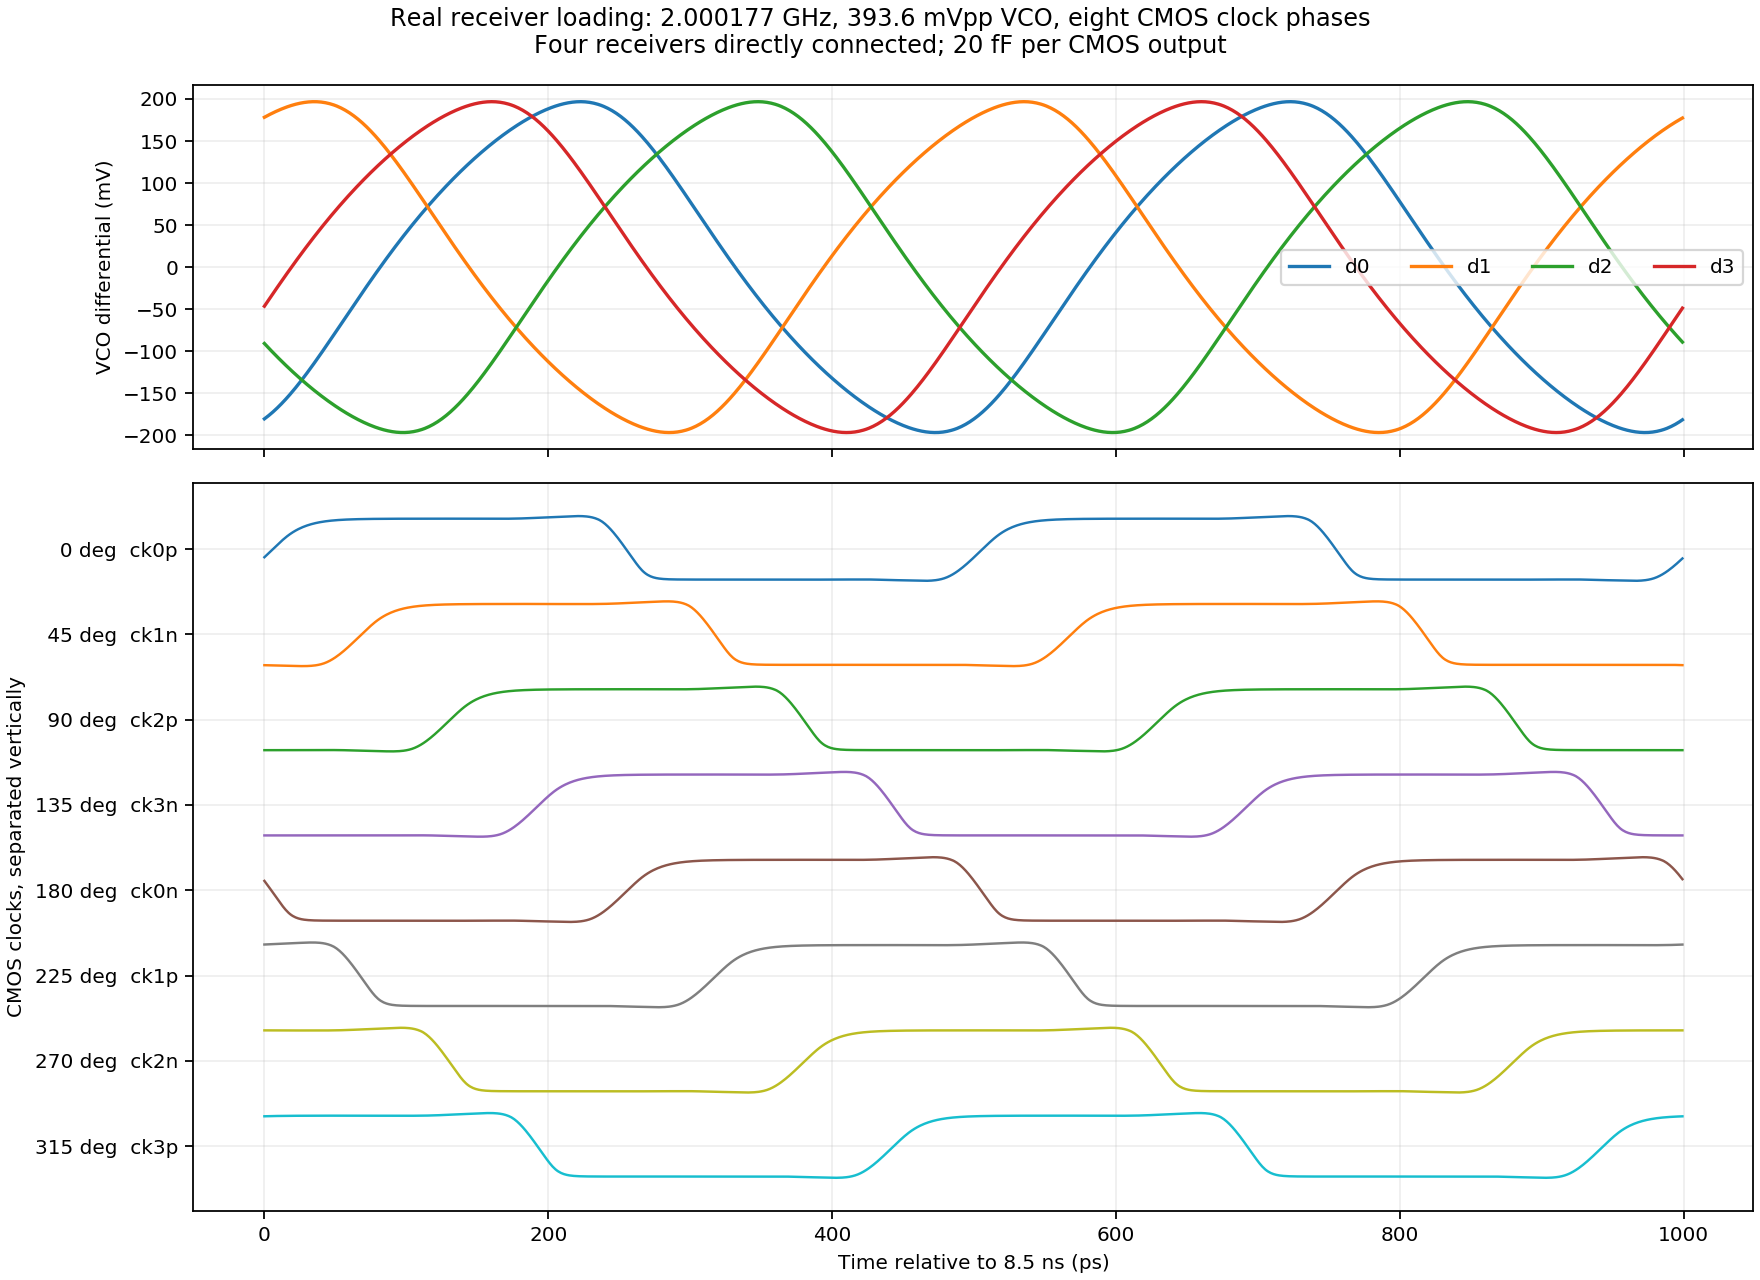 Real receiver loading: 2.000177 GHz, 393.6 mVpp VCO, eight CMOS clock phases
Four receivers directly connected; 20 fF per CMOS output
VCO differential (mV)
200
150
100
50
0
−50
−100
−150
−200
d0 d1 d2 d3
CMOS clocks, separated vertically
0 deg ck0p
45 deg ck1n
90 deg ck2p
135 deg ck3n
180 deg ck0n
225 deg ck1p
270 deg ck2n
315 deg ck3p
0 200 400 600 800 1000
Time relative to 8.5 ns (ps)